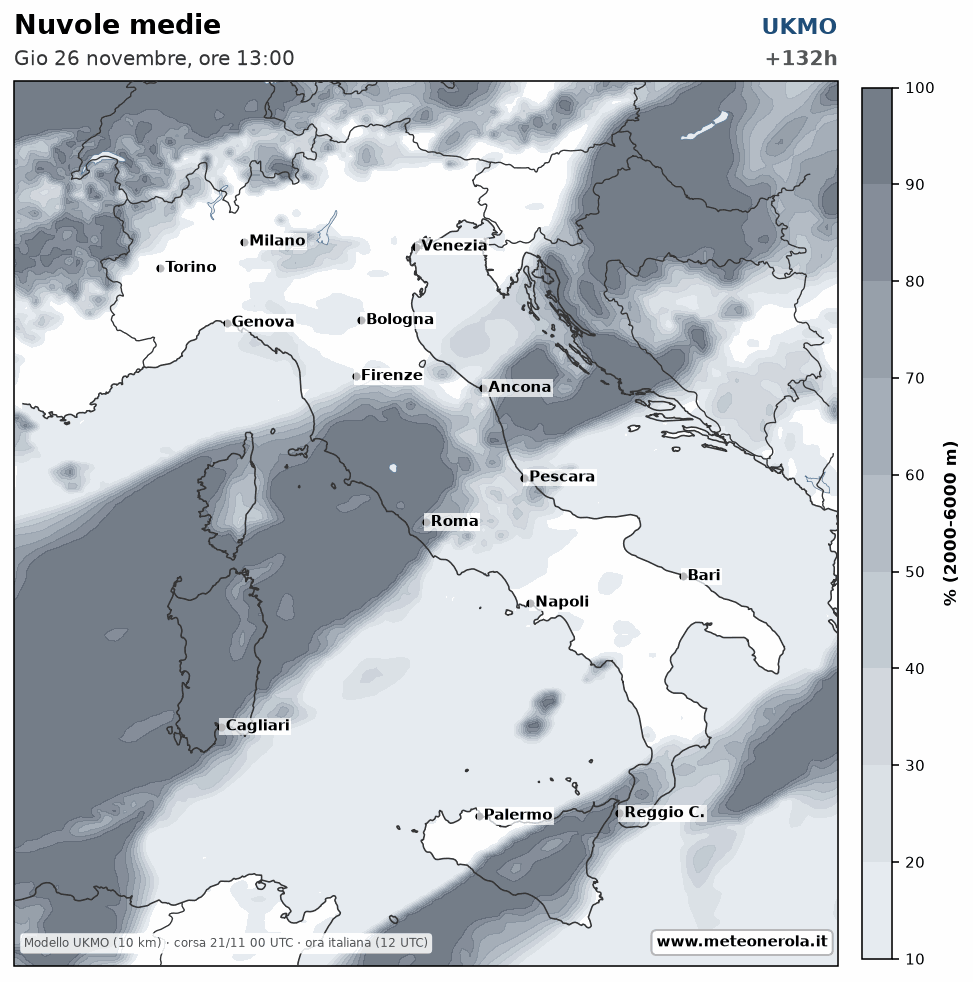 Nuvole medie
UKMO
Gio 26 novembre, ore 13:00
+132h
100
90
80
70
60
50
40
30
20
10
% (2000-6000 m)
Milano
Venezia
Torino
Genova
Bologna
Firenze
Ancona
Pescara
Roma
Bari
Napoli
Cagliari
Palermo
Reggio C.
Modello UKMO (10 km) · corsa 21/11 00 UTC · ora italiana (12 UTC)
www.meteonerola.it